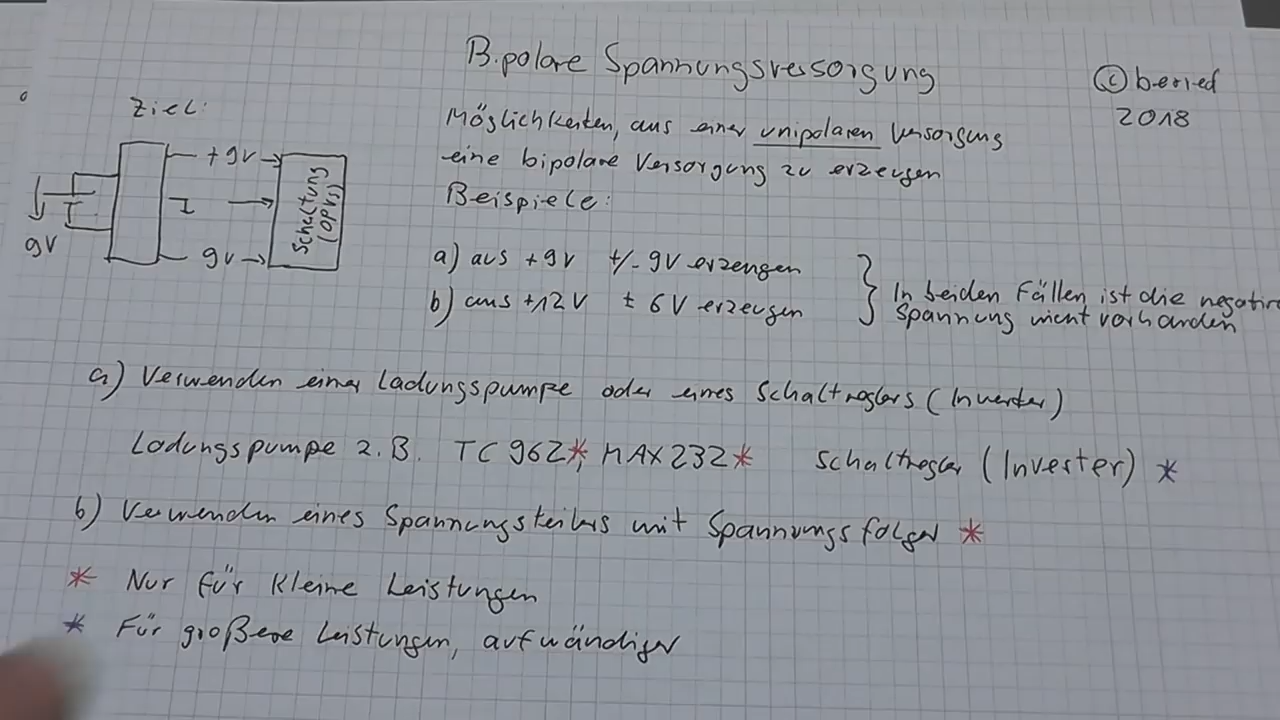 Bipolare Spannungsversorgung
© beried
2018
Ziel:
Möglichkeiten, aus einer unipolaren Versorgung
eine bipolare Versorgung zu erzeugen
Beispiele:
+9V
9V
9V
Schaltung
(OPV)
a) aus +9V +/- 9V erzeugen
b) aus +12V ± 6V erzeugen
In beiden Fällen ist die negative
Spannung nicht vorhanden
a) Verwenden einer Ladungspumpe oder eines Schaltreglers (Inverter)
Ladungspumpe z.B. TC962*, MAX232* Schaltregler (Inverter) *
b) Verwenden eines Spannungsteilers mit Spannungsfolger *
* Nur für kleine Leistungen
* Für größere Leistungen, aufwändiger